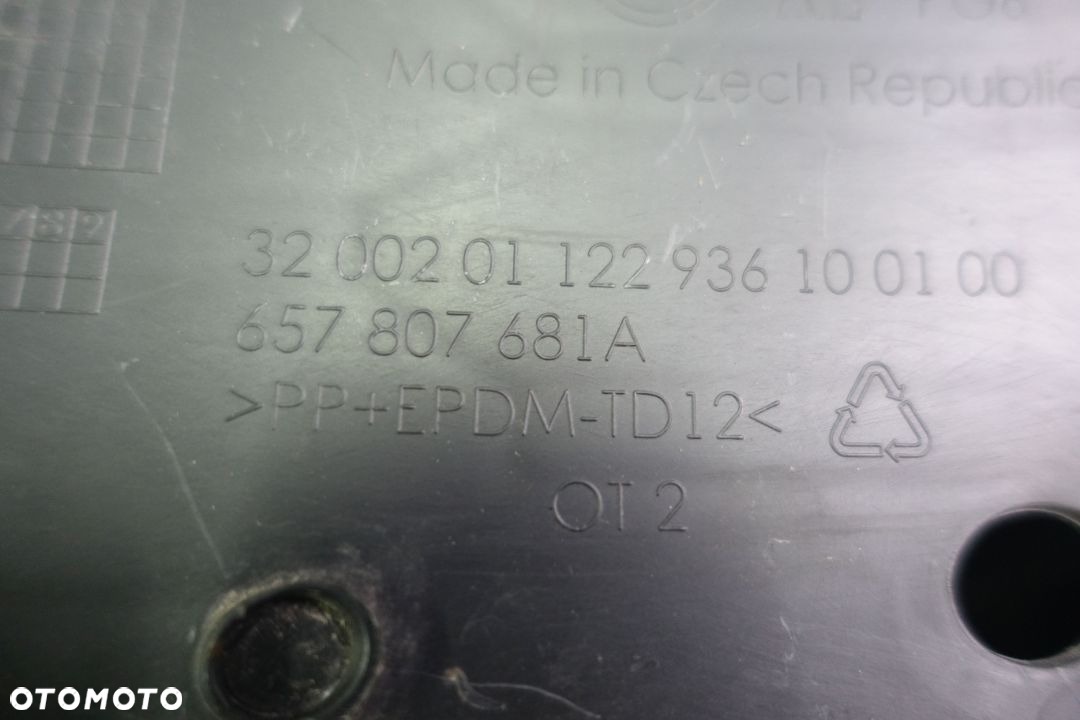 Made in Czech Republic
782
32 002 01 122 936 10 01 00
657 807 681A
>PP+EPDM-TD12<
OT 2
OTOMOTO